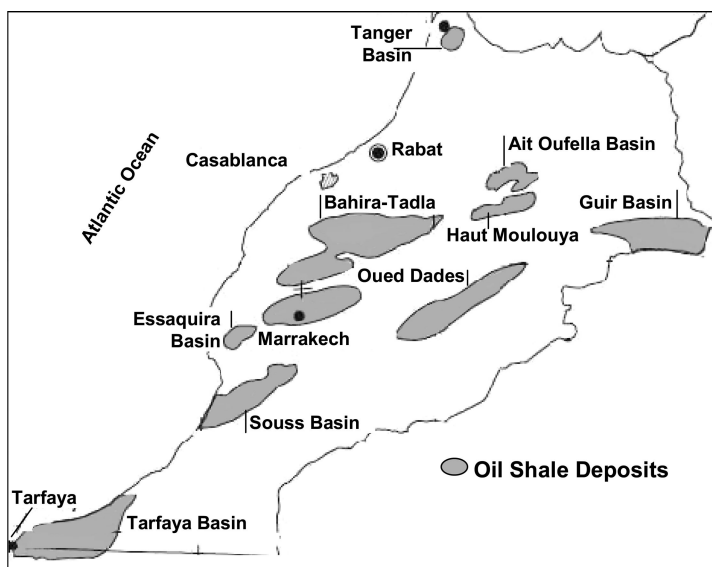 Tanger
Basin
Atlantic Ocean
Casablanca
Rabat
Ait Oufella Basin
Bahira-Tadla
Guir Basin
Haut Moulouya
Oued Dades
Essaquira
Basin
Marrakech
Souss Basin
Oil Shale Deposits
Tarfaya
Tarfaya Basin